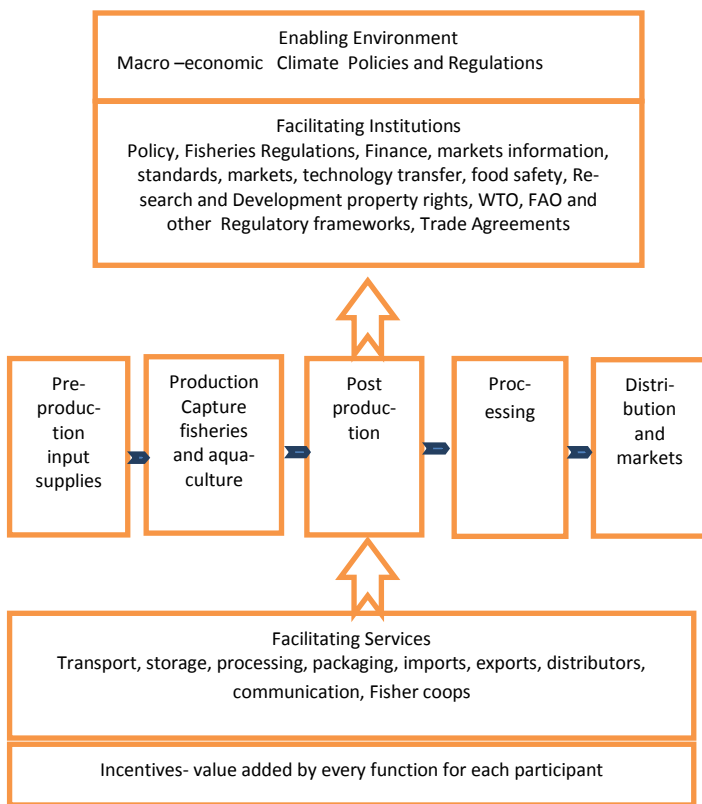 Enabling Environment
Macro –economic Climate Policies and Regulations
Facilitating Institutions
Policy, Fisheries Regulations, Finance, markets information,
standards, markets, technology transfer, food safety, Re-
search and Development property rights, WTO, FAO and
other Regulatory frameworks, Trade Agreements
Pre-
produc-
tion
input
supplies
Production
Capture
fisheries
and aqua-
culture
Post
produc-
tion
Proc-
essing
Distri-
bution
and
markets
Facilitating Services
Transport, storage, processing, packaging, imports, exports, distributors,
communication, Fisher coops
Incentives- value added by every function for each participant